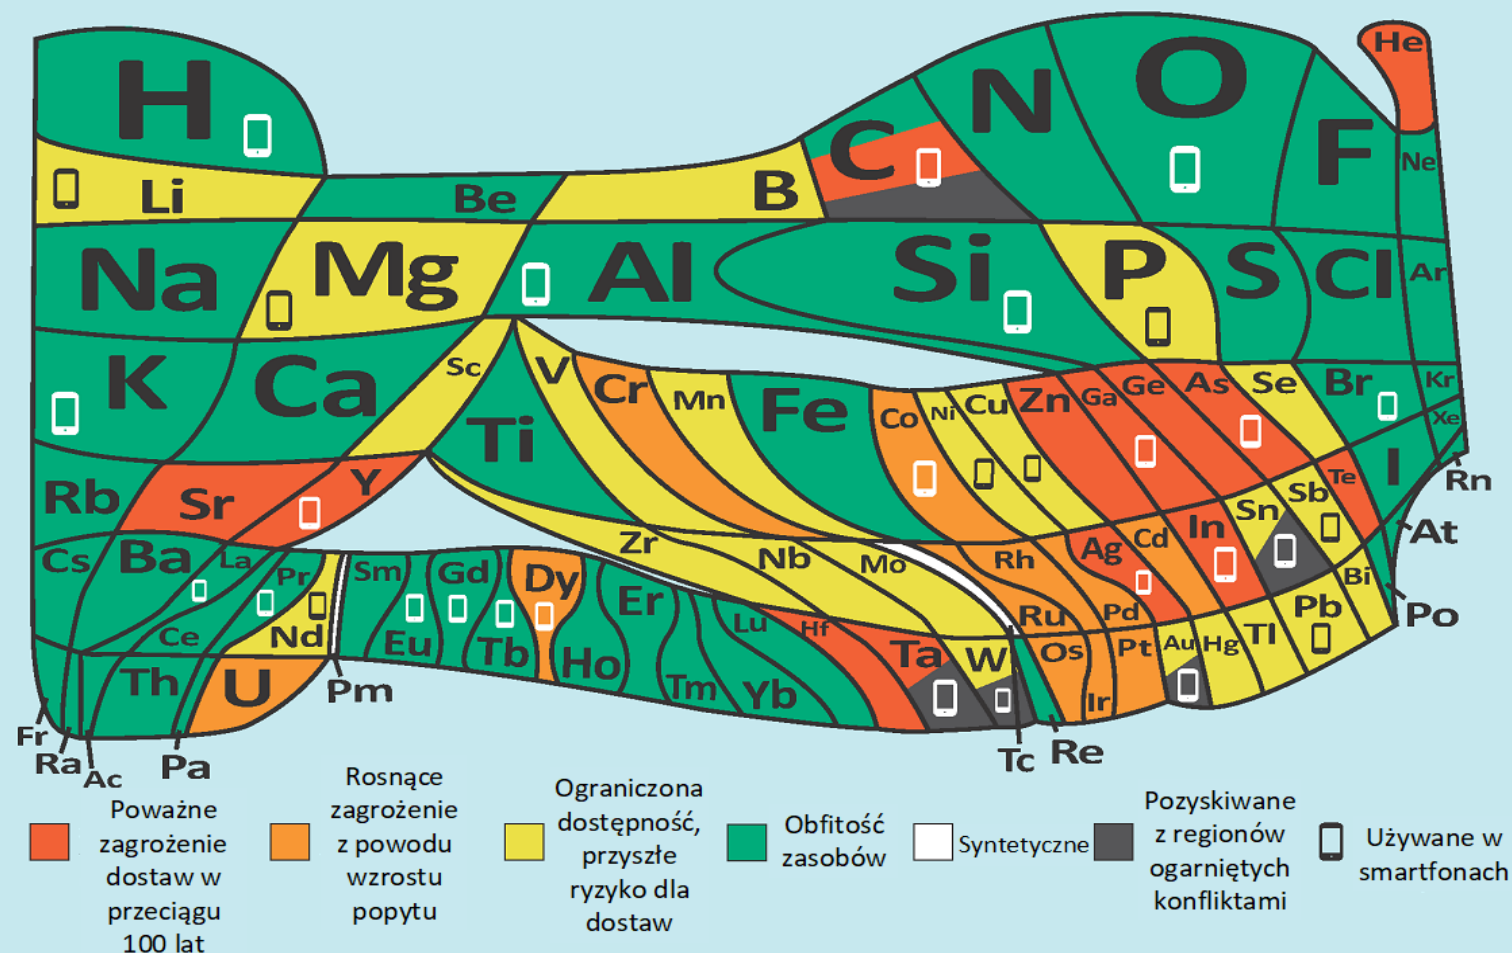 H
He
Li
Be
B
C
N
O
F
Ne
Na
Mg
Al
Si
P
S
Cl
Ar
K
Ca
Sc
Ti
V
Cr
Mn
Fe
Co
Ni
Cu
Zn
Ga
Ge
As
Se
Br
Kr
Rb
Sr
Y
Zr
Nb
Mo
Tc
Ru
Rh
Pd
Ag
Cd
In
Sn
Sb
Te
I
Xe
Cs
Ba
La
Ce
Pr
Nd
Pm
Sm
Eu
Gd
Tb
Dy
Ho
Er
Tm
Yb
Lu
Hf
Ta
W
Re
Os
Ir
Pt
Au
Hg
Tl
Pb
Bi
Po
At
Rn
Fr
Ra
Ac
Th
Pa
U
Poważne
zagrożenie
dostaw w
przeciągu
100 lat
Rosnące
zagrożenie
z powodu
wzrostu
popytu
Ograniczona
dostępność,
przyszłe
ryzyko dla
dostaw
Obfitość
zasobów
Syntetyczne
Pozyskiwane
z regionów
ogarniętych
konfliktami
Używane w
smartfonach